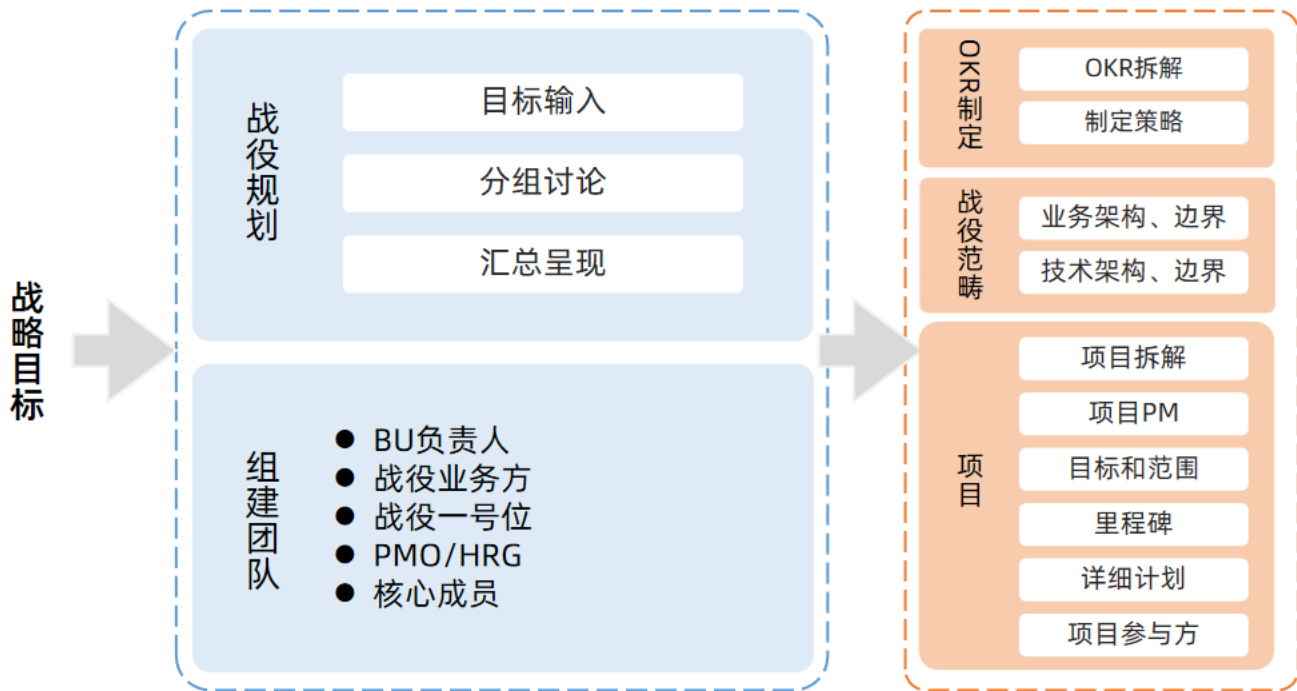 战略目标
战役规划
目标输入
分组讨论
汇总呈现
组建团队
● BU负责人
● 战役业务方
● 战役一号位
● PMO/HRG
● 核心成员
OKR制定
OKR拆解
制定策略
战役范畴
业务架构、边界
技术架构、边界
项目
项目拆解
项目PM
目标和范围
里程碑
详细计划
项目参与方